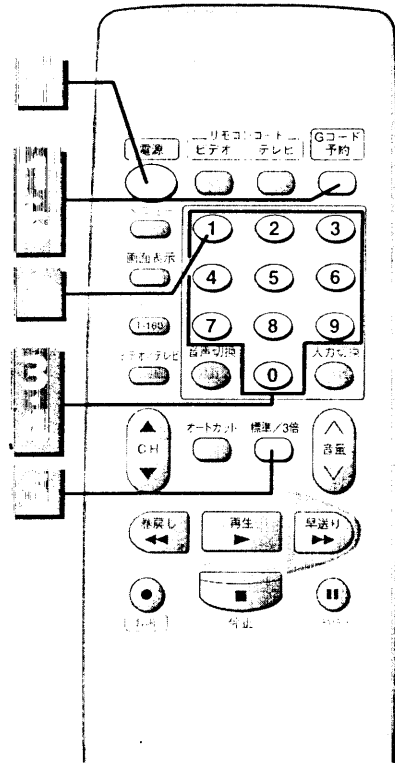 リモコンコード
電源 ビデオ テレビ
Gコード
予約
1 2 3
画面表示
4 5 6
1-160
7 8 9
ビデオ/テレビ 音声切換 入力切換
0
CH オートカット 標準/3倍 音量
巻戻し 再生 早送り
停止